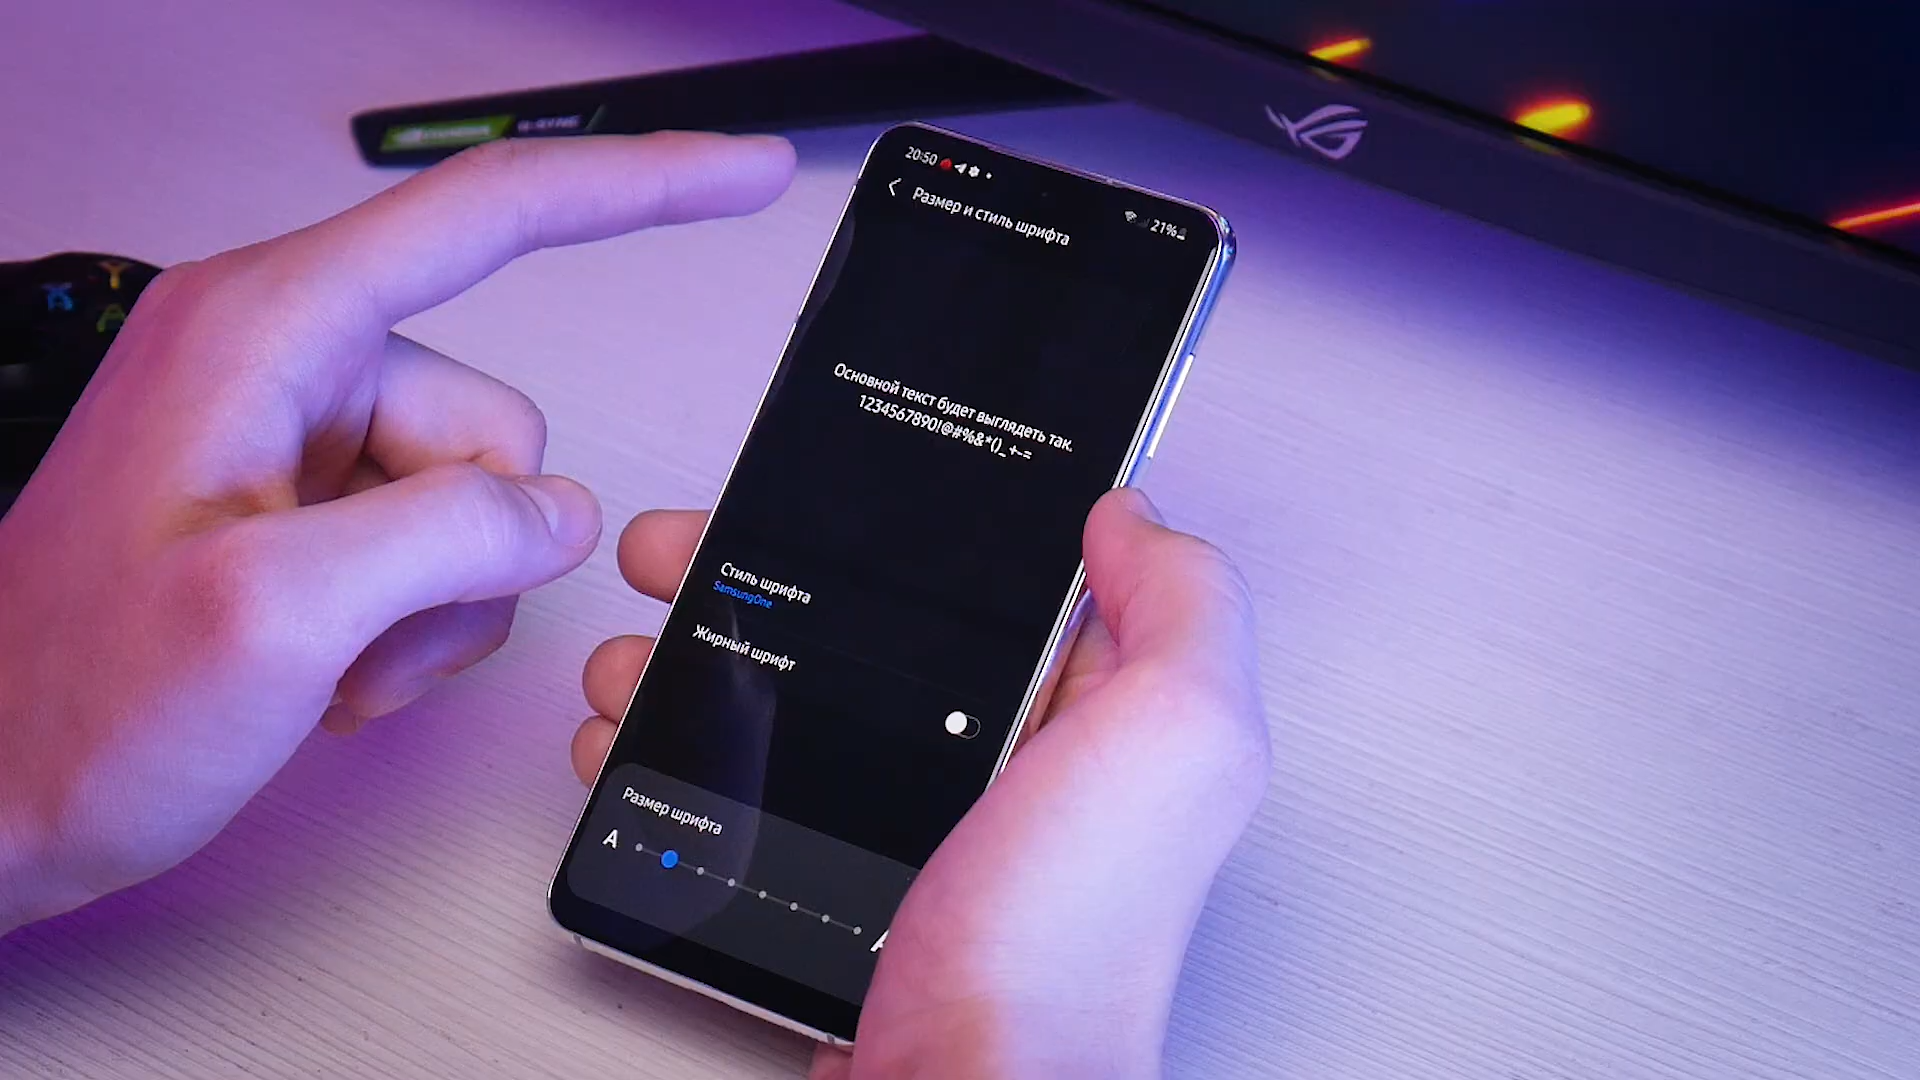 G-SYNC
Y
X
A
20:50
21%
Размер и стиль шрифта
Основной текст будет выглядеть так.
1234567890!@#%&*()_+-=
Стиль шрифта
SamsungOne
Жирный шрифт
Размер шрифта
A
A